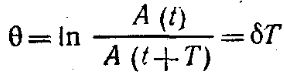 θ = ln A (t) / A (t+T) = δT